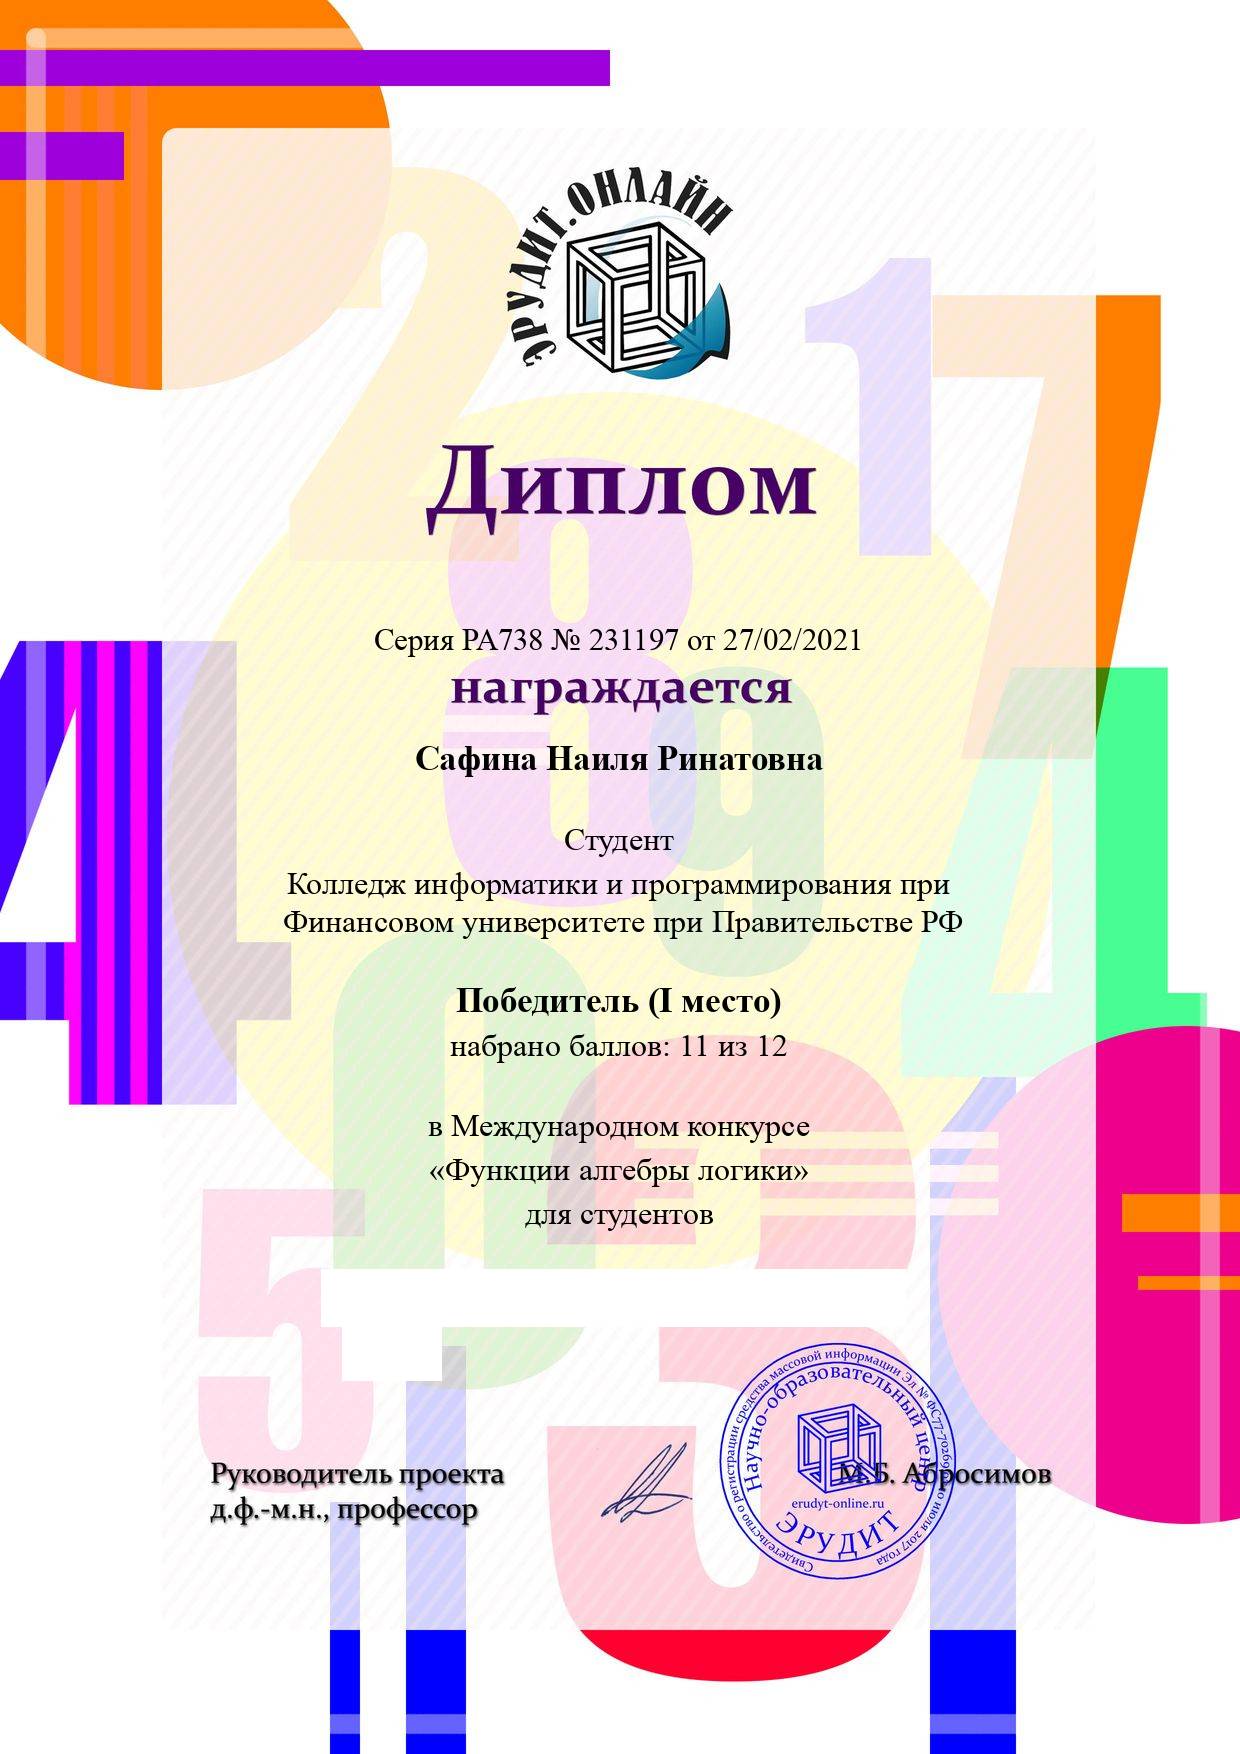 ЭРУДИТ.ОНЛАЙН
Диплом
Серия РА738 № 231197 от 27/02/2021
награждается
Сафина Наиля Ринатовна
Студент
Колледж информатики и программирования при
Финансовом университете при Правительстве РФ
Победитель (I место)
набрано баллов: 11 из 12
в Международном конкурсе
«Функции алгебры логики»
для студентов
Руководитель проекта
д.ф.-м.н., профессор
М.Б. Абросимов
Свидетельство о регистрации средства массовой информации Эл № ФС77-70269 от 10 июля 2017 года
Научно-образовательный центр
erudyt-online.ru
ЭРУДИТ